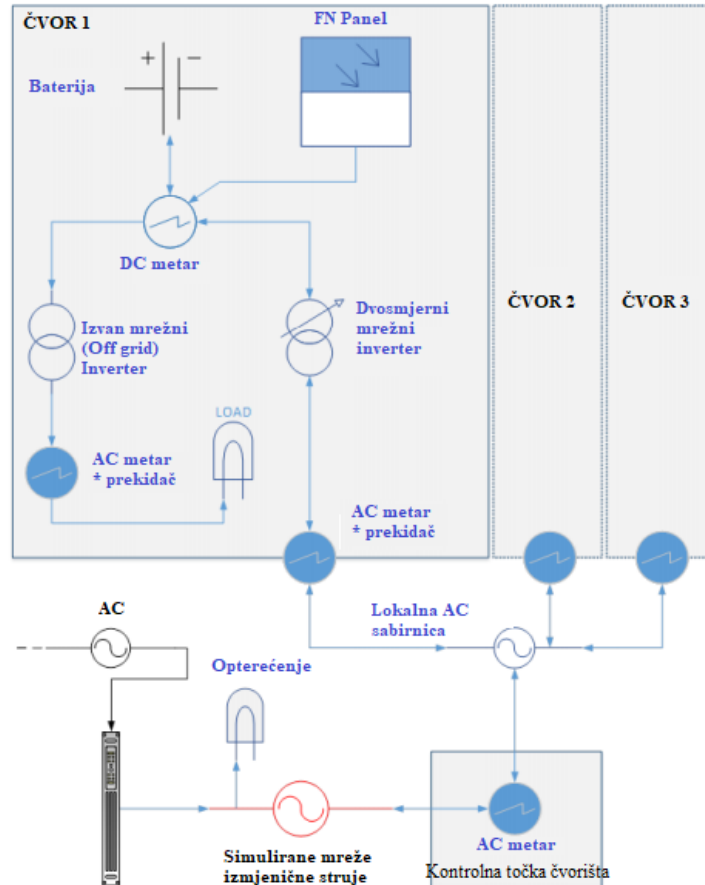 ČVOR 1
FN Panel
+
−
Baterija
DC metar
Izvan mrežni
(Off grid)
Inverter
Dvosmjerni
mrežni
inverter
ČVOR 2
ČVOR 3
LOAD
AC metar
* prekidač
AC metar
* prekidač
AC
Lokalna AC
sabirnica
Opterećenje
Simulirane mreže
izmjenične struje
AC metar
Kontrolna točka čvorišta